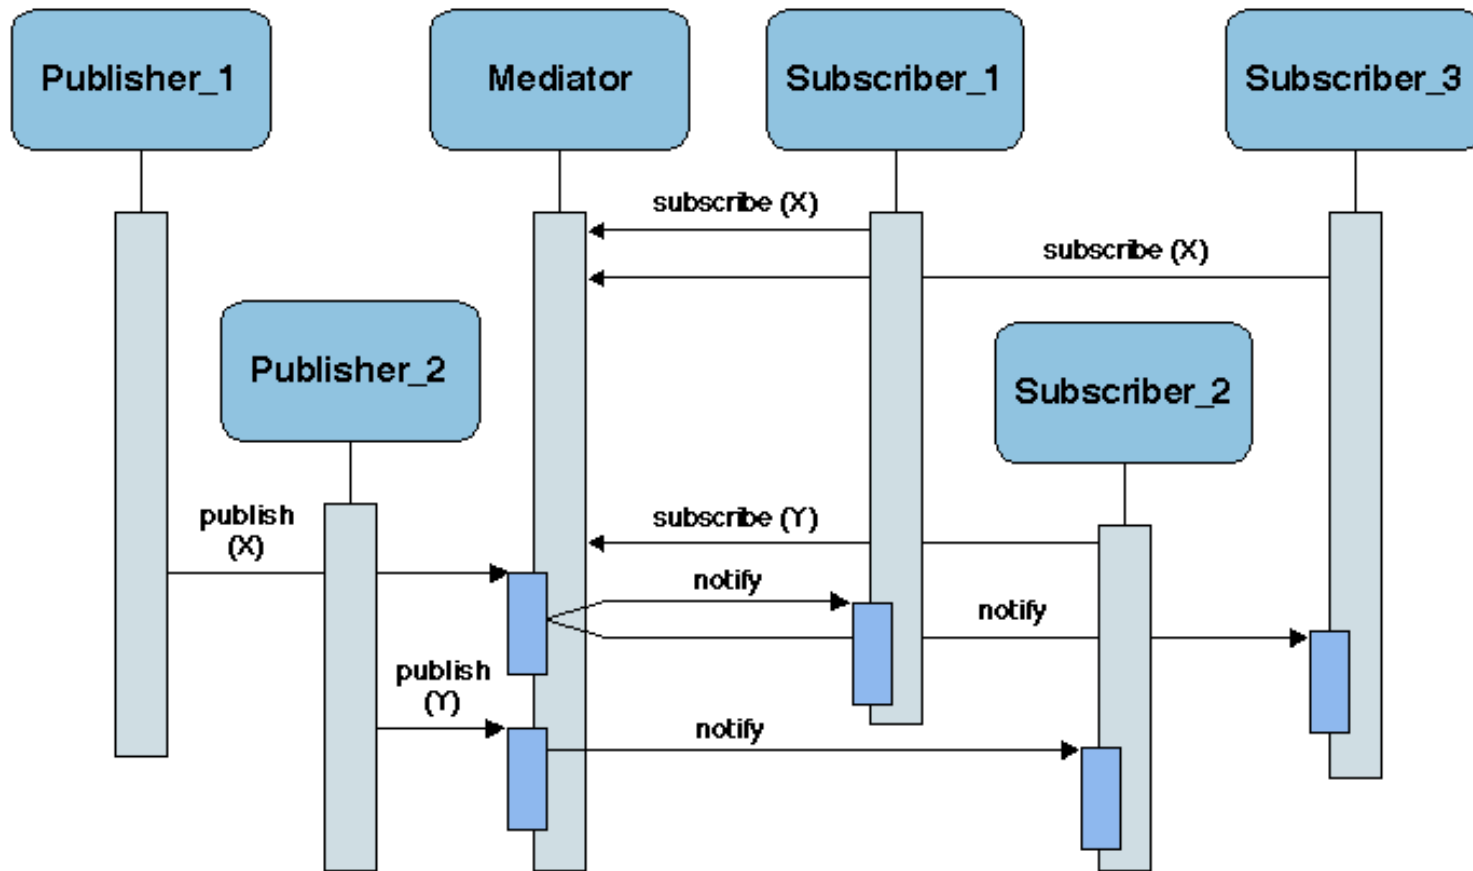 Publisher_1
Mediator
Subscriber_1
Subscriber_3
subscribe (X)
subscribe (X)
Publisher_2
Subscriber_2
publish
(X)
subscribe (Y)
notify
notify
publish
(Y)
notify